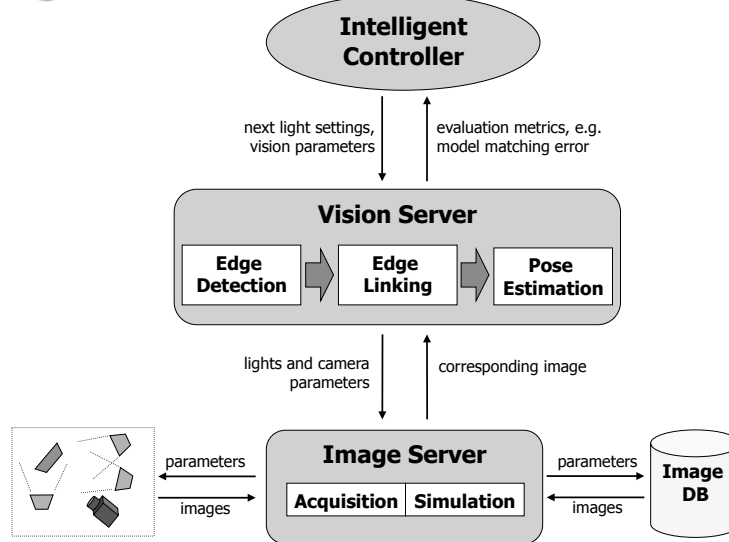 Intelligent
Controller
next light settings,
vision parameters
evaluation metrics, e.g.
model matching error
Vision Server
Edge
Detection
Edge
Linking
Pose
Estimation
lights and camera
parameters
corresponding image
Image Server
Acquisition
Simulation
parameters
images
parameters
images
Image
DB